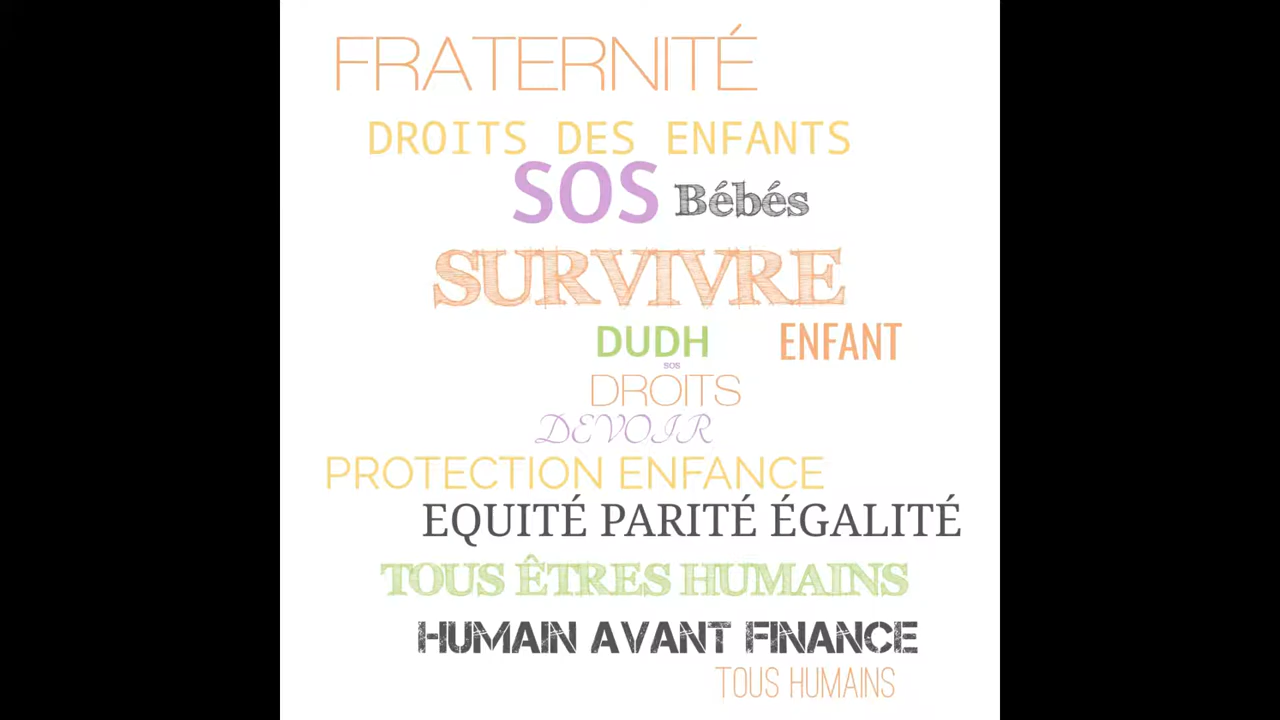 FRATERNITÉ
DROITS DES ENFANTS
SOS Bébés
SURVIVRE
DUDH ENFANT
SOS
DROITS
DEVOIR
PROTECTION ENFANCE
EQUITÉ PARITÉ ÉGALITÉ
TOUS ÊTRES HUMAINS
HUMAIN AVANT FINANCE
TOUS HUMAINS